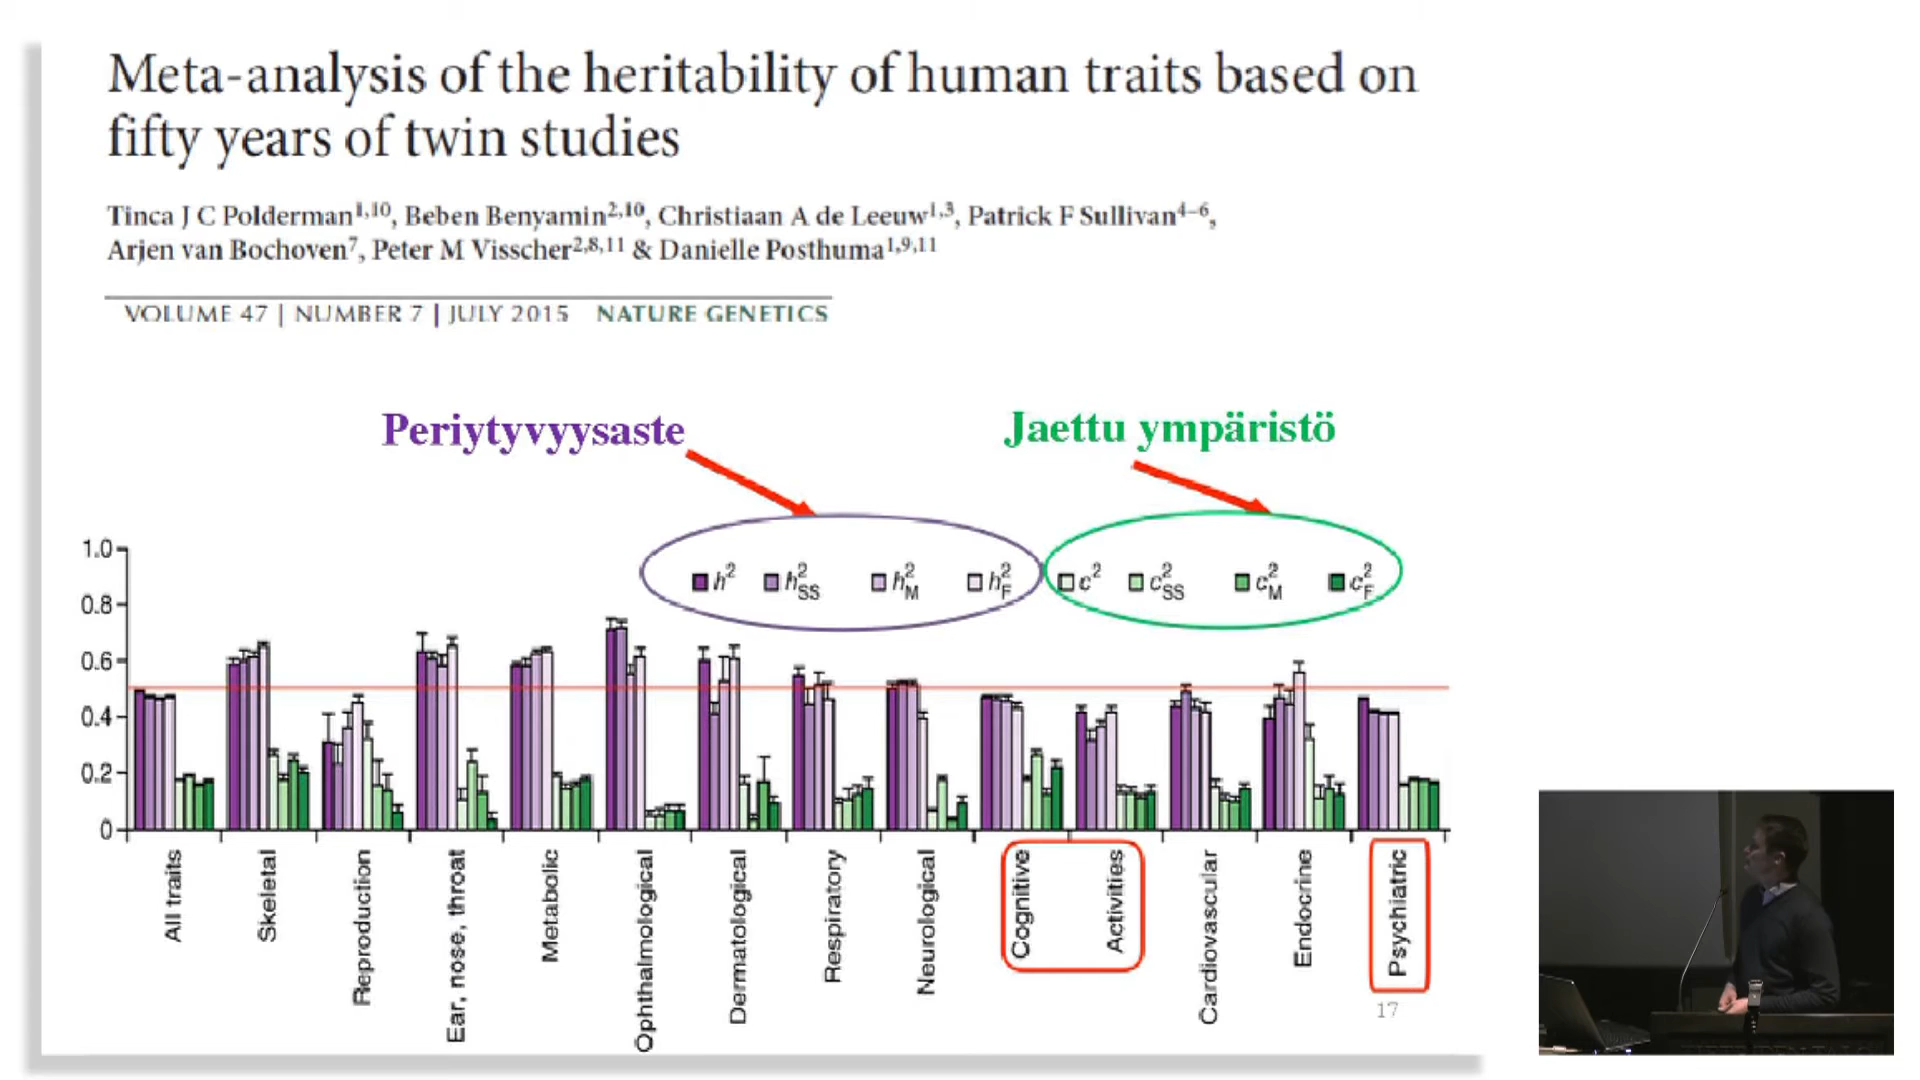 Meta-analysis of the heritability of human traits based on
fifty years of twin studies
Tinca J C Polderman1,10, Beben Benyamin2,10, Christiaan A de Leeuw1,3, Patrick F Sullivan4–6,
Arjen van Bochoven7, Peter M Visscher2,8,11 & Danielle Posthuma1,9,11
VOLUME 47 | NUMBER 7 | JULY 2015 NATURE GENETICS
Periytyvyysaste
Jaettu ympäristö
h² h²SS h²M h²F c² c²SS c²M c²F
1.0
0.8
0.6
0.4
0.2
0
All traits
Skeletal
Reproduction
Ear, nose, throat
Metabolic
Ophthalmological
Dermatological
Respiratory
Neurological
Cognitive
Activities
Cardiovascular
Endocrine
Psychiatric
17